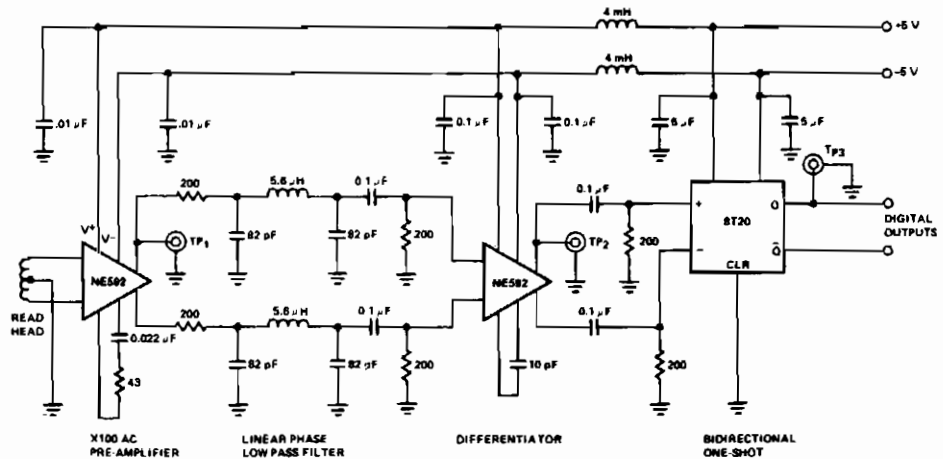 4 mH
+5 V
4 mH
-5 V
.01 µF
.01 µF
0.1 µF
0.1 µF
5 µF
TP3
200
5.6 µH
0.1 µF
0.1 µF
V+
V-
TP1
82 pF
82 pF
200
+
Q
8T20
DIGITAL
OUTPUTS
TP2
200
-
Q̅
NE592
NE592
CLR
READ
HEAD
200
5.6 µH
0.1 µF
0.1 µF
0.022 µF
82 pF
82 pF
200
10 pF
200
43
X100 AC
PRE-AMPLIFIER
LINEAR PHASE
LOW PASS FILTER
DIFFERENTIATOR
BIDIRECTIONAL
ONE-SHOT